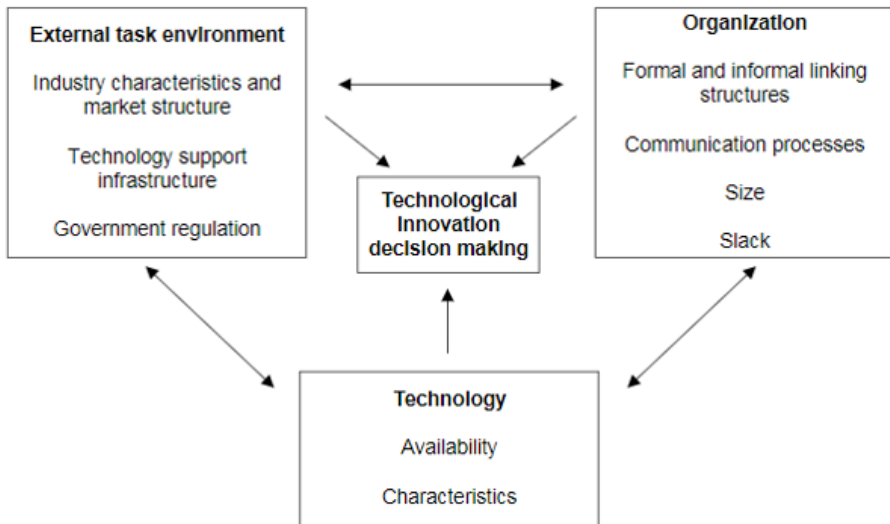 External task environment
Industry characteristics and
market structure
Technology support
infrastructure
Government regulation
Organization
Formal and informal linking
structures
Communication processes
Size
Slack
Technological
innovation
decision making
Technology
Availability
Characteristics